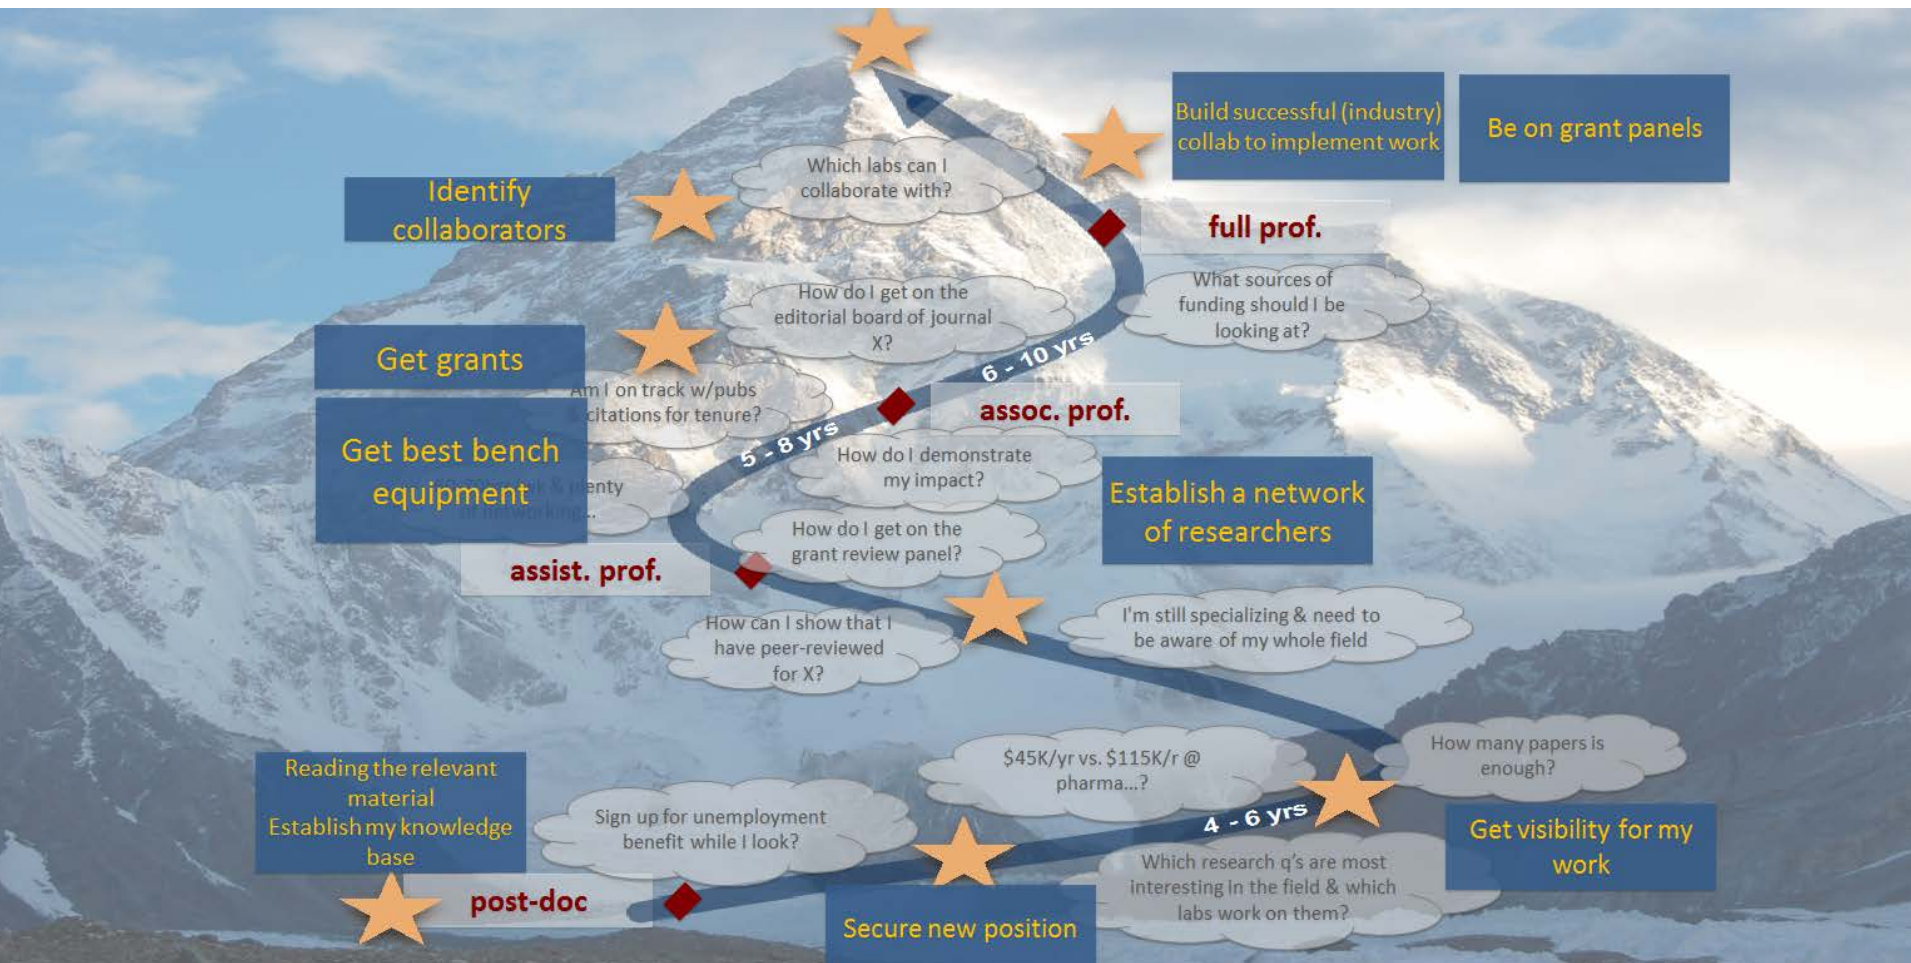 Build successful (industry)
collab to implement work
Be on grant panels
Which labs can I
collaborate with?
Identify
collaborators
full prof.
What sources of
funding should I be
looking at?
How do I get on the
editorial board of journal
X?
6 - 10 yrs
Get grants
Am I on track w/pubs
citations for tenure?
assoc. prof.
5 - 8 yrs
Get best bench
equipment
How do I demonstrate
my impact?
Establish a network
of researchers
How do I get on the
grant review panel?
assist. prof.
How can I show that I
have peer-reviewed
for X?
I'm still specializing & need to
be aware of my whole field
How many papers is
enough?
$45K/yr vs. $115K/r @
pharma...?
Reading the relevant
material
Establish my knowledge
base
Sign up for unemployment
benefit while I look?
4 - 6 yrs
Get visibility for my
work
Which research q's are most
interesting in the field & which
labs work on them?
post-doc
Secure new position